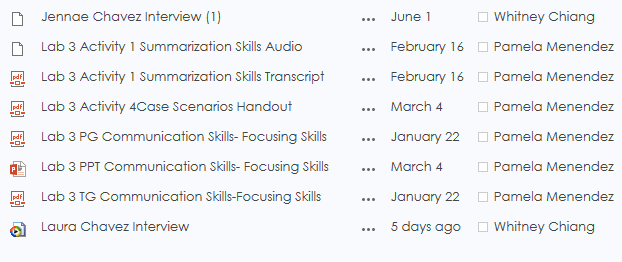 Jennae Chavez Interview (1) ... June 1 Whitney Chiang
Lab 3 Activity 1 Summarization Skills Audio ... February 16 Pamela Menendez
pdf Lab 3 Activity 1 Summarization Skills Transcript ... February 16 Pamela Menendez
pdf Lab 3 Activity 4Case Scenarios Handout ... March 4 Pamela Menendez
pdf Lab 3 PG Communication Skills- Focusing Skills ... January 22 Pamela Menendez
P Lab 3 PPT Communication Skills- Focusing Skills ... March 4 Pamela Menendez
pdf Lab 3 TG Communication Skills-Focusing Skills ... January 22 Pamela Menendez
Laura Chavez Interview ... 5 days ago Whitney Chiang